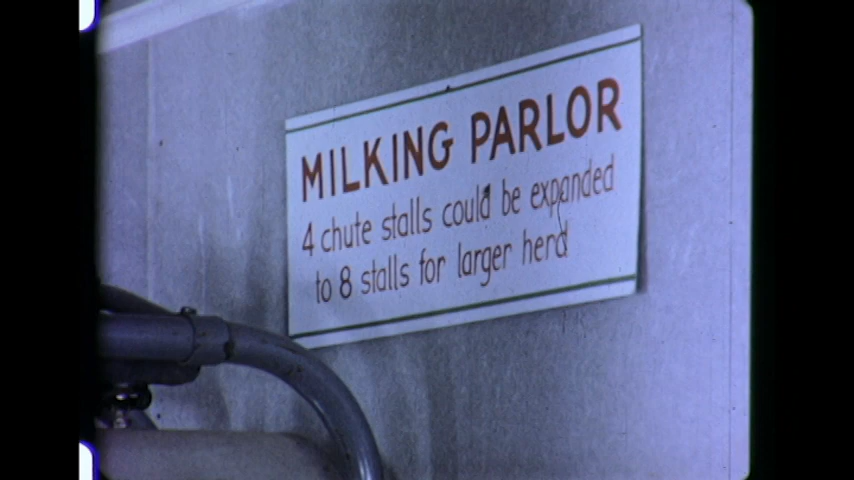 MILKING PARLOR
4 chute stalls could be expanded
to 8 stalls for larger herd